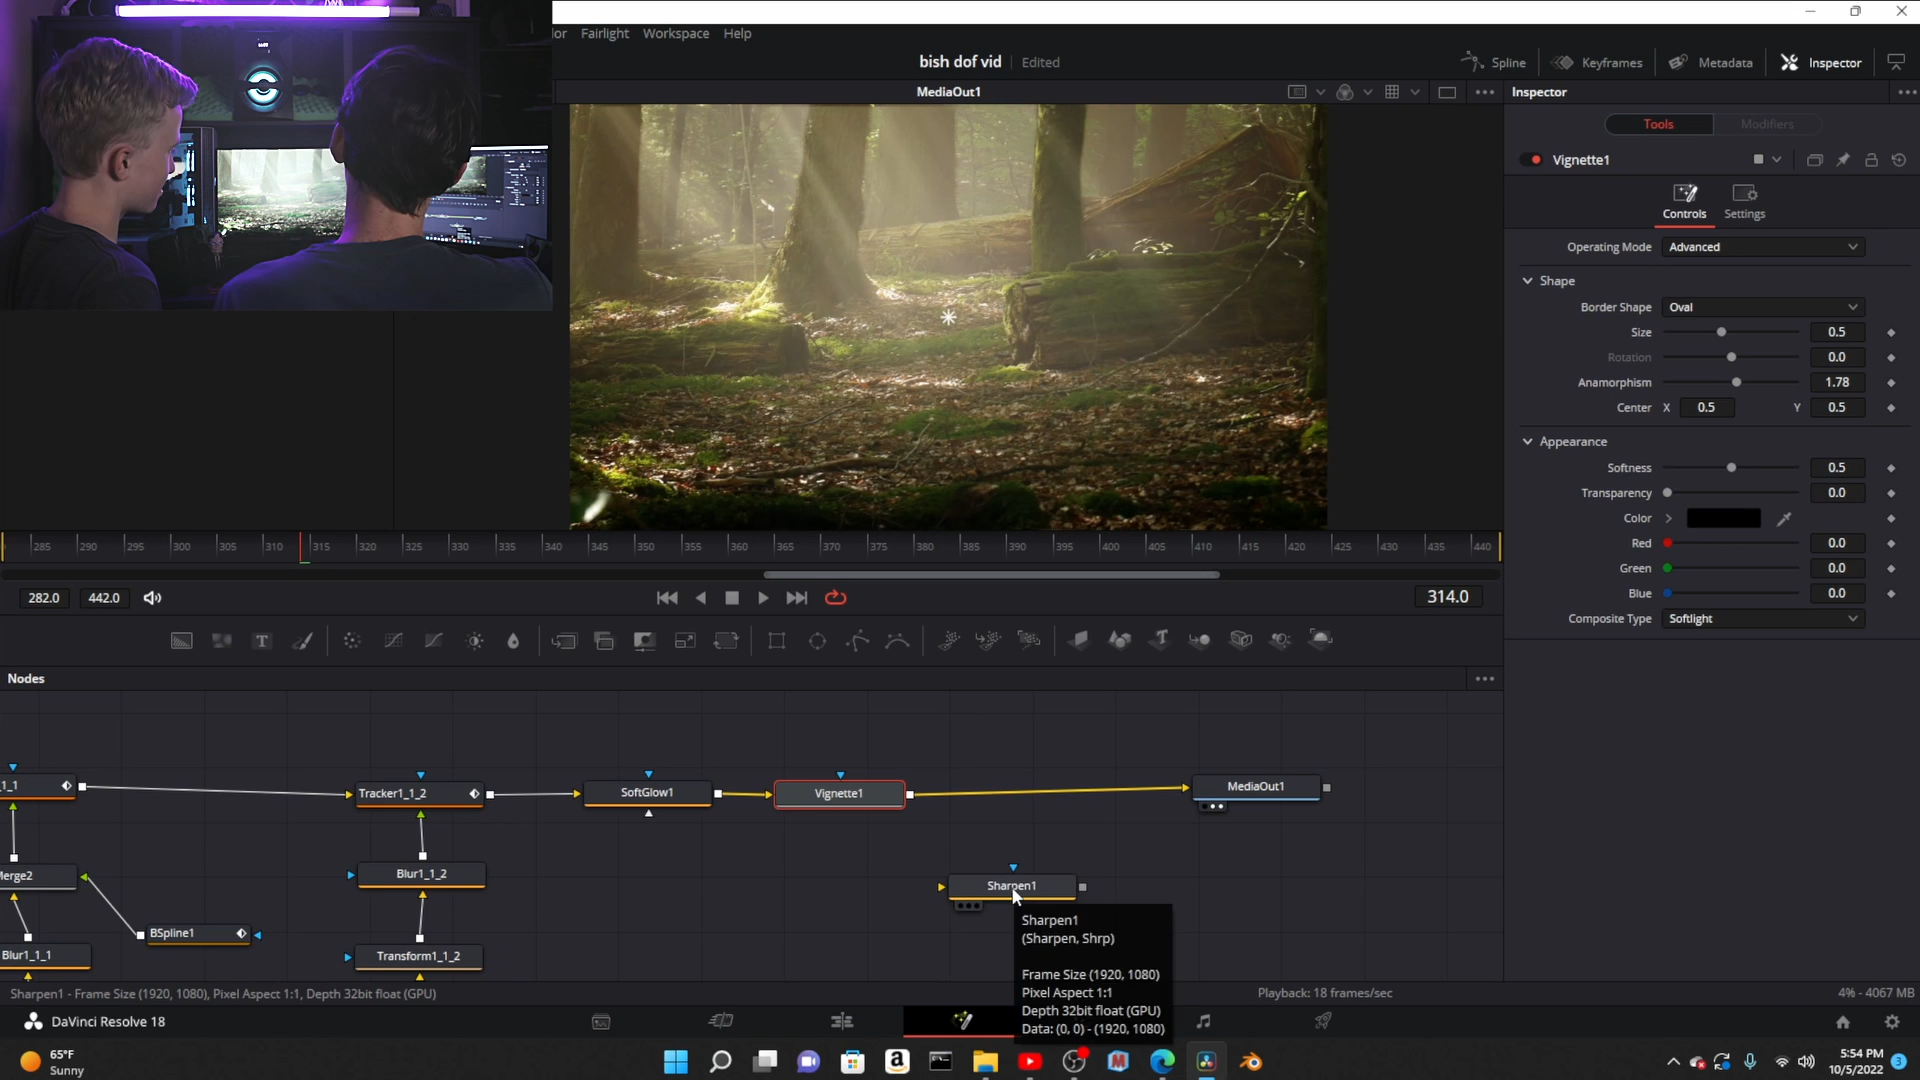 or Fairlight Workspace Help
bish dof vid Edited
Spline Keyframes Metadata Inspector
MediaOut1
Inspector
Tools Modifiers
Vignette1
Controls Settings
Operating Mode Advanced
Shape
Border Shape Oval
Size 0.5
Rotation 0.0
Anamorphism 1.78
Center X 0.5 Y 0.5
Appearance
Softness 0.5
Transparency 0.0
Color
Red 0.0
Green 0.0
Blue 0.0
Composite Type Softlight
285 290 295 300 305 310 315 320 325 330 335 340 345 350 355 360 365 370 375 380 385 390 395 400 405 410 415 420 425 430 435 440
282.0 442.0 314.0
Nodes
_1_1 Tracker1_1_2 SoftGlow1 Vignette1 MediaOut1
Merge2 Blur1_1_2 Sharpen1
BSpline1
Blur1_1_1 Transform1_1_2
Sharpen1
(Sharpen, Shrp)
Frame Size (1920, 1080)
Pixel Aspect 1:1
Depth 32bit float (GPU)
Data: (0, 0) - (1920, 1080)
Sharpen1 - Frame Size (1920, 1080), Pixel Aspect 1:1, Depth 32bit float (GPU) Playback: 18 frames/sec 4% - 4067 MB
DaVinci Resolve 18
65°F
Sunny
5:54 PM
10/5/2022
3